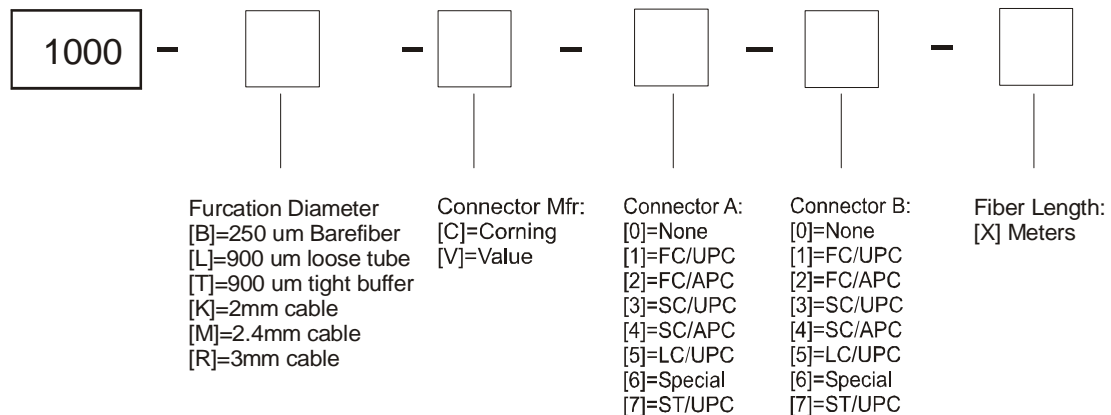 1000 - - - - -
Furcation Diameter
[B]=250 um Barefiber
[L]=900 um loose tube
[T]=900 um tight buffer
[K]=2mm cable
[M]=2.4mm cable
[R]=3mm cable
Connector Mfr:
[C]=Corning
[V]=Value
Connector A:
[0]=None
[1]=FC/UPC
[2]=FC/APC
[3]=SC/UPC
[4]=SC/APC
[5]=LC/UPC
[6]=Special
[7]=ST/UPC
Connector B:
[0]=None
[1]=FC/UPC
[2]=FC/APC
[3]=SC/UPC
[4]=SC/APC
[5]=LC/UPC
[6]=Special
[7]=ST/UPC
Fiber Length:
[X] Meters